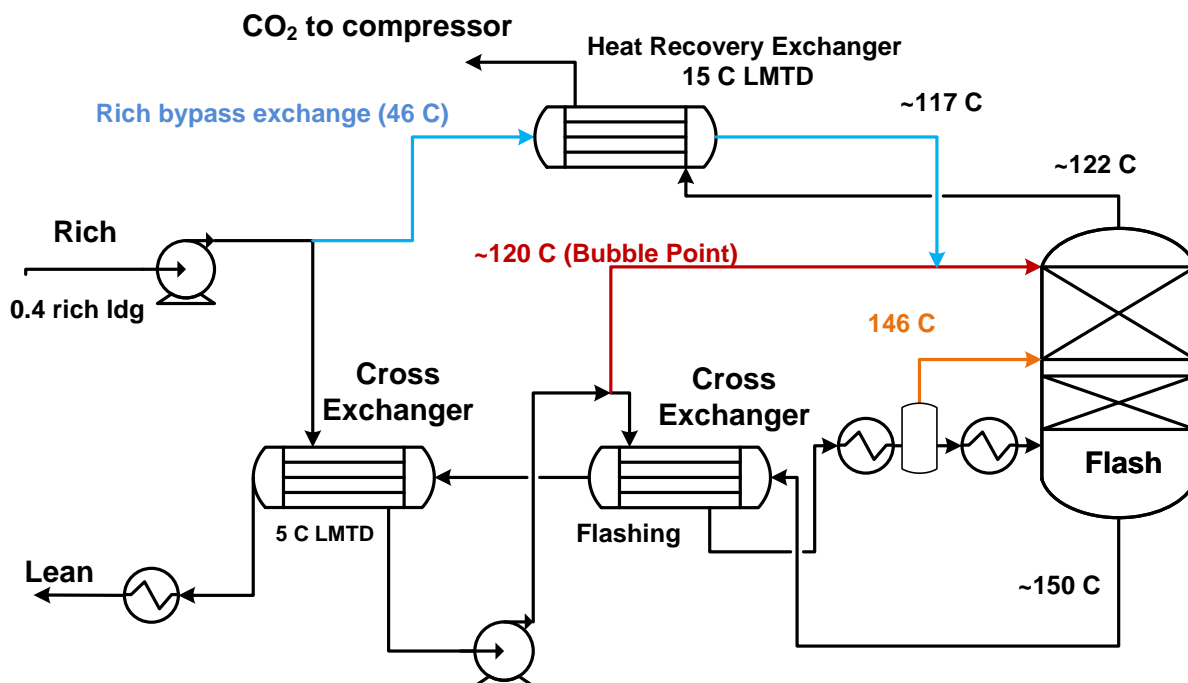 CO₂ to compressor
Heat Recovery Exchanger
15 C LMTD
~117 C
Rich bypass exchange (46 C)
~122 C
Rich
~120 C (Bubble Point)
0.4 rich ldg
146 C
Cross
Exchanger
Cross
Exchanger
Flash
5 C LMTD
Flashing
Lean
~150 C